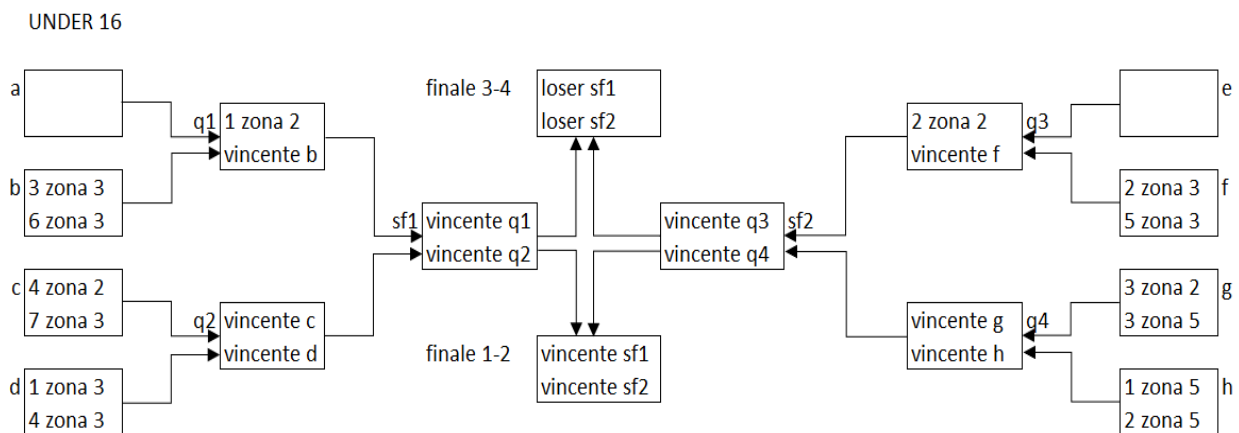 UNDER 16
a
q1
1 zona 2
vincente b
b
3 zona 3
6 zona 3
c
4 zona 2
7 zona 3
q2
vincente c
vincente d
d
1 zona 3
4 zona 3
sf1
vincente q1
vincente q2
finale 3-4
loser sf1
loser sf2
finale 1-2
vincente sf1
vincente sf2
vincente q3
vincente q4
sf2
2 zona 2
vincente f
q3
e
2 zona 3
5 zona 3
f
vincente g
vincente h
q4
3 zona 2
3 zona 5
g
1 zona 5
2 zona 5
h